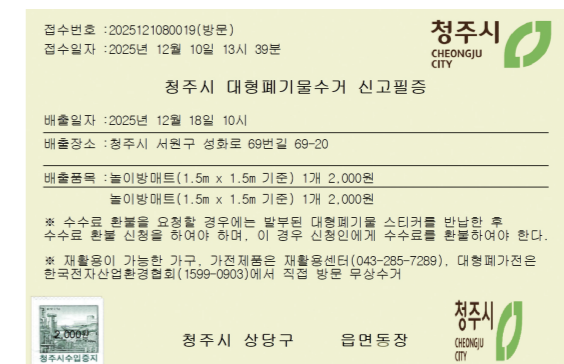 접수번호 :2025121080019(방문)
접수일자 :2025년 12월 10일 13시 39분
청주시
CHEONGJU
CITY
청주시 대형폐기물수거 신고필증
배출일자 :2025년 12월 18일 10시
배출장소 :청주시 서원구 성화로 69번길 69-20
배출품목 :놀이방매트(1.5m x 1.5m 기준) 1개 2,000원
놀이방매트(1.5m x 1.5m 기준) 1개 2,000원
※ 수수료 환불을 요청할 경우에는 발부된 대형폐기물 스티커를 반납한 후
수수료 환불 신청을 하여야 하며, 이 경우 신청인에게 수수료를 환불하여야 한다.
※ 재활용이 가능한 가구, 가전제품은 재활용센터(043-285-7289), 대형폐가전은
한국전자산업환경협회(1599-0903)에서 직접 방문 무상수거
2,000원
청주시수입증지
청주시 상당구 읍면동장
청주시
CHEONGJU
CITY